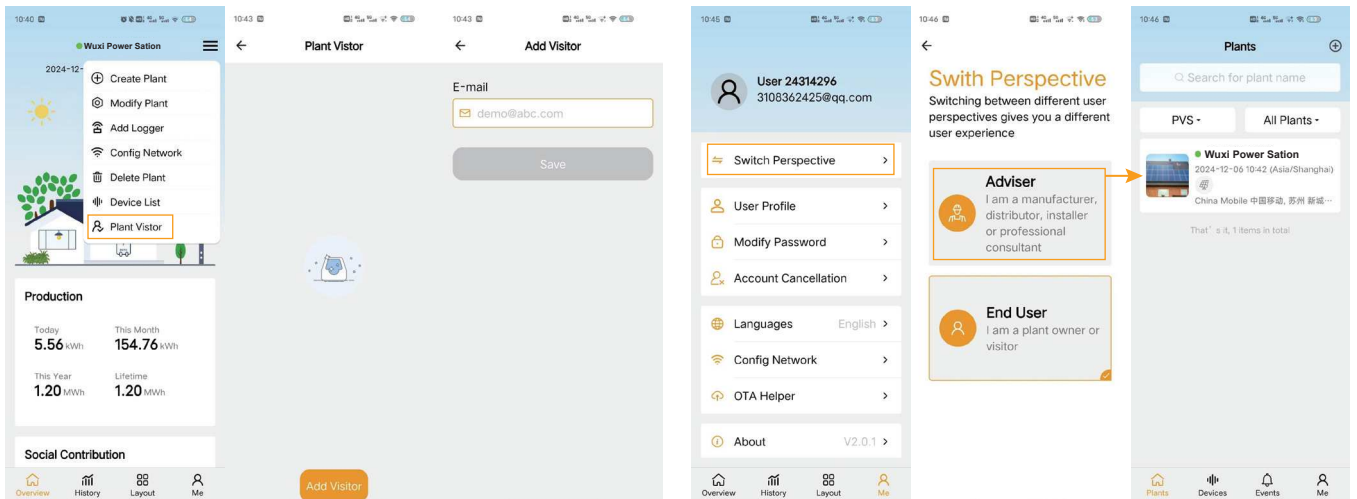 10:40
Wuxi Power Sation
2024-12-
Create Plant
Modify Plant
Add Logger
Config Network
Delete Plant
Device List
Plant Vistor
Production
Today
This Month
5.56 kWh
154.76 kWh
This Year
Lifetime
1.20 MWh
1.20 MWh
Social Contribution
Overview
History
Layout
Me
10:43
Plant Vistor
Add Visitor
10:43
Add Visitor
E-mail
demo@abc.com
Save
10:45
User 24314296
3108362425@qq.com
Switch Perspective
User Profile
Modify Password
Account Cancellation
Languages
English
Config Network
OTA Helper
About
V2.0.1
Overview
History
Layout
Me
10:46
Swith Perspective
Switching between different user
perspectives gives you a different
user experience
Adviser
I am a manufacturer,
distributor, installer
or professional
consultant
End User
I am a plant owner or
visitor
10:46
Plants
Search for plant name
PVS
All Plants
Wuxi Power Sation
2024-12-06 10:42 (Asia/Shanghai)
China Mobile 中国移动, 苏州 新城···
That' s it, 1 items in total
Plants
Devices
Events
Me